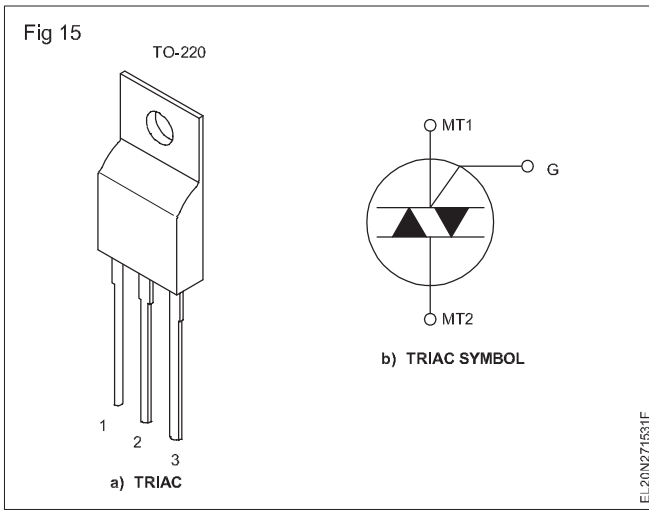 Fig 15
TO-220
1
2
3
a) TRIAC
MT1
G
MT2
b) TRIAC SYMBOL
EL20N271531F